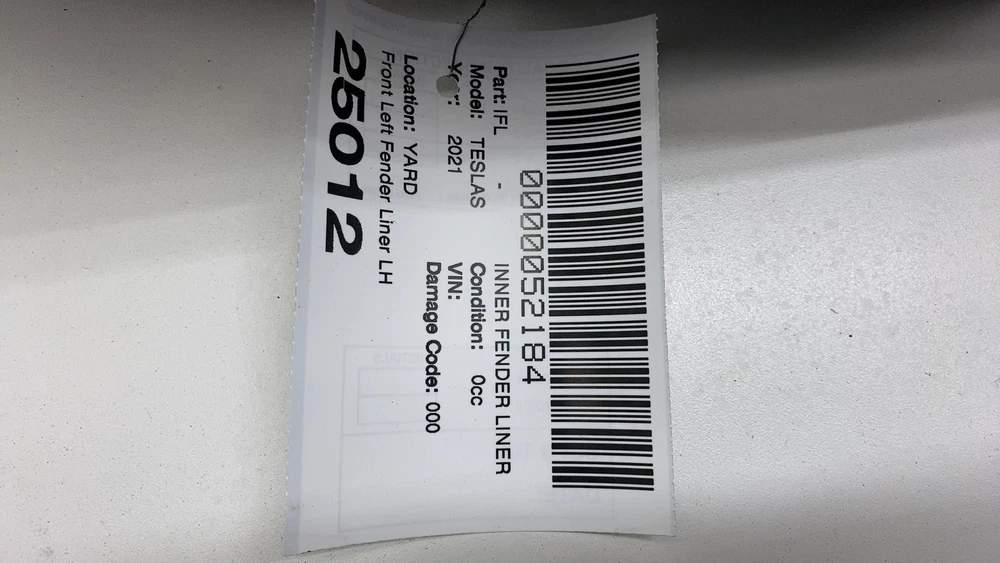 0000052184
Part: IFL - INNER FENDER LINER
Model: TESLAS Condition: 0cc
Year: 2021 VIN:
Damage Code: 000
Location: YARD
Front Left Fender Liner LH
25012